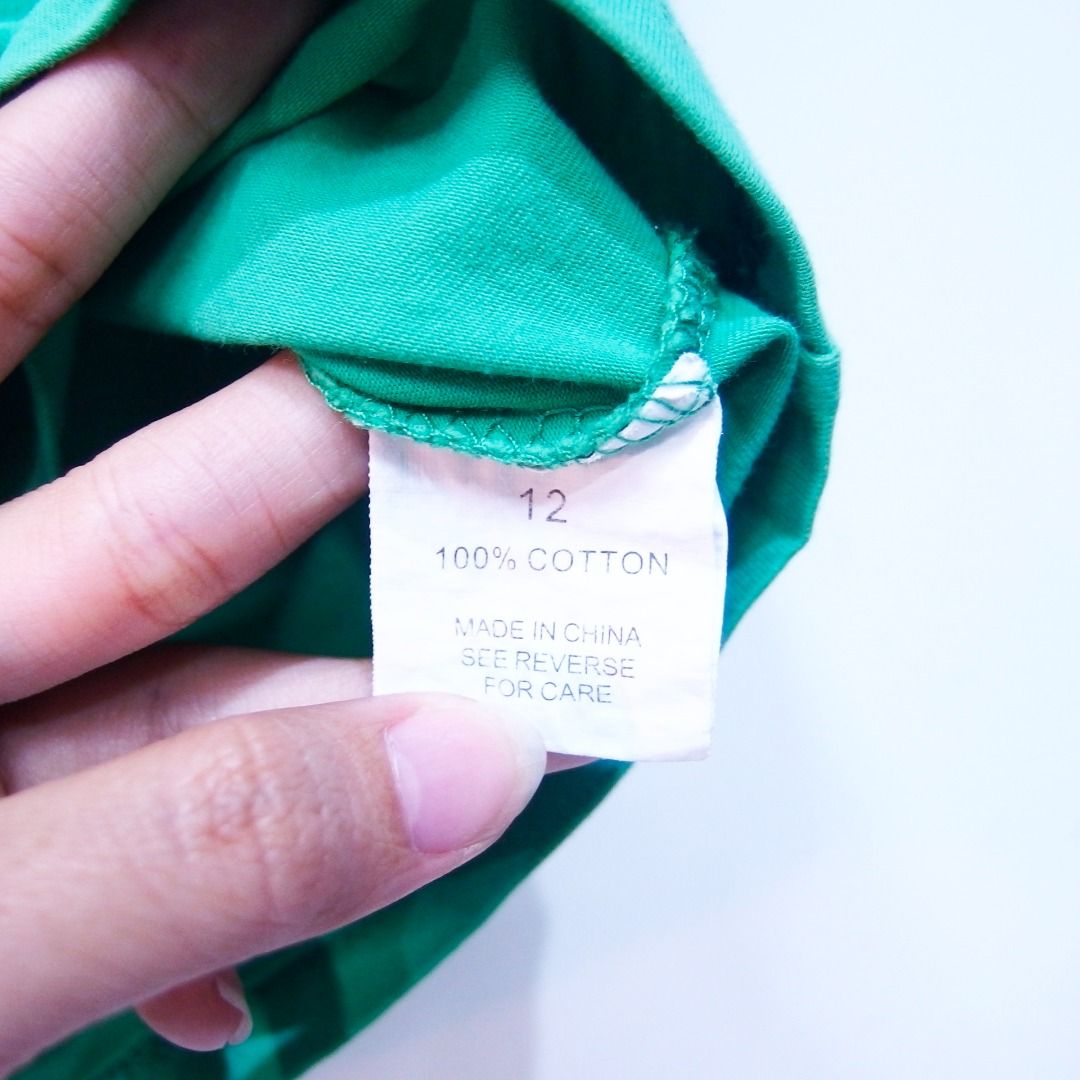 12
100% COTTON
MADE IN CHINA
SEE REVERSE
FOR CARE